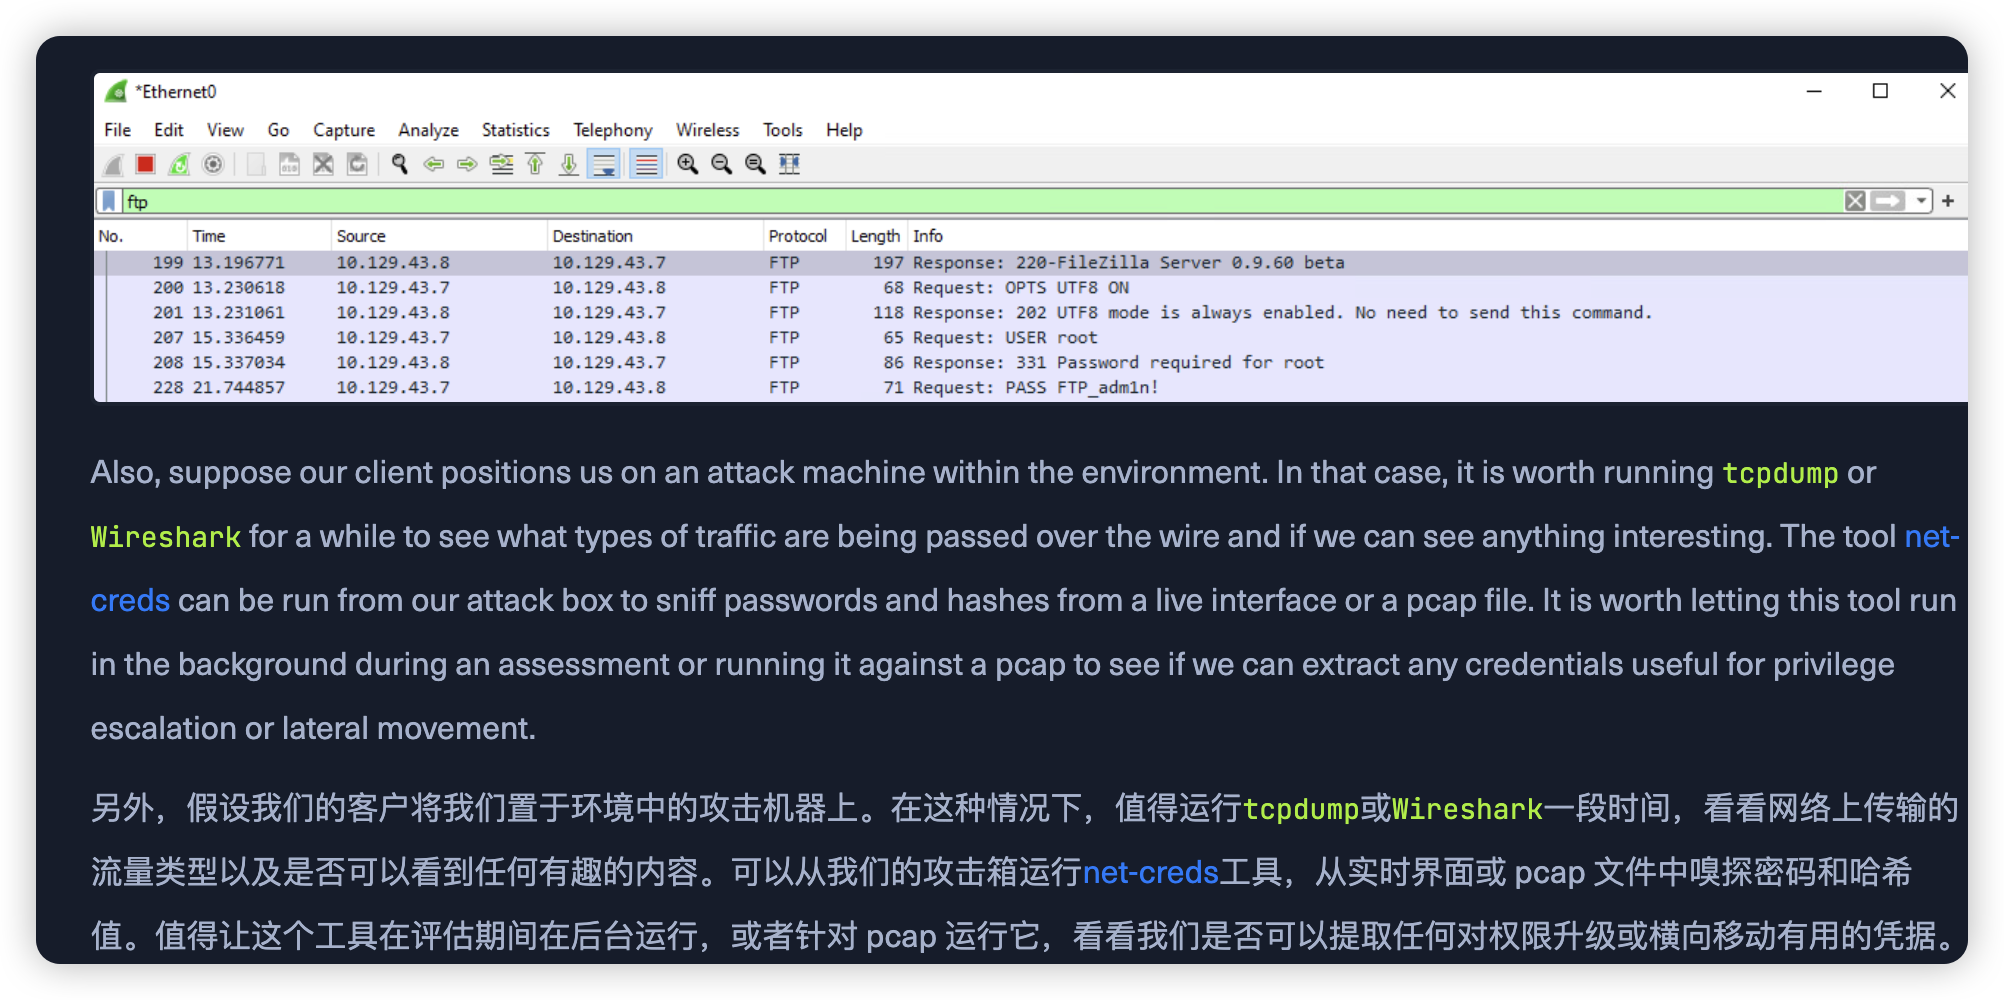 *Ethernet0
File Edit View Go Capture Analyze Statistics Telephony Wireless Tools Help
ftp
No. Time Source Destination Protocol Length Info
199 13.196771 10.129.43.8 10.129.43.7 FTP 197 Response: 220-FileZilla Server 0.9.60 beta
200 13.230618 10.129.43.7 10.129.43.8 FTP 68 Request: OPTS UTF8 ON
201 13.231061 10.129.43.8 10.129.43.7 FTP 118 Response: 202 UTF8 mode is always enabled. No need to send this command.
207 15.336459 10.129.43.7 10.129.43.8 FTP 65 Request: USER root
208 15.337034 10.129.43.8 10.129.43.7 FTP 86 Response: 331 Password required for root
228 21.744857 10.129.43.7 10.129.43.8 FTP 71 Request: PASS FTP_adm1n!
Also, suppose our client positions us on an attack machine within the environment. In that case, it is worth running tcpdump or
Wireshark for a while to see what types of traffic are being passed over the wire and if we can see anything interesting. The tool net-
creds can be run from our attack box to sniff passwords and hashes from a live interface or a pcap file. It is worth letting this tool run
in the background during an assessment or running it against a pcap to see if we can extract any credentials useful for privilege
escalation or lateral movement.
另外，假设我们的客户将我们置于环境中的攻击机器上。在这种情况下，值得运行tcpdump或Wireshark一段时间，看看网络上传输的
流量类型以及是否可以看到任何有趣的内容。可以从我们的攻击箱运行net-creds工具，从实时界面或 pcap 文件中嗅探密码和哈希
值。值得让这个工具在评估期间在后台运行，或者针对 pcap 运行它，看看我们是否可以提取任何对权限升级或横向移动有用的凭据。